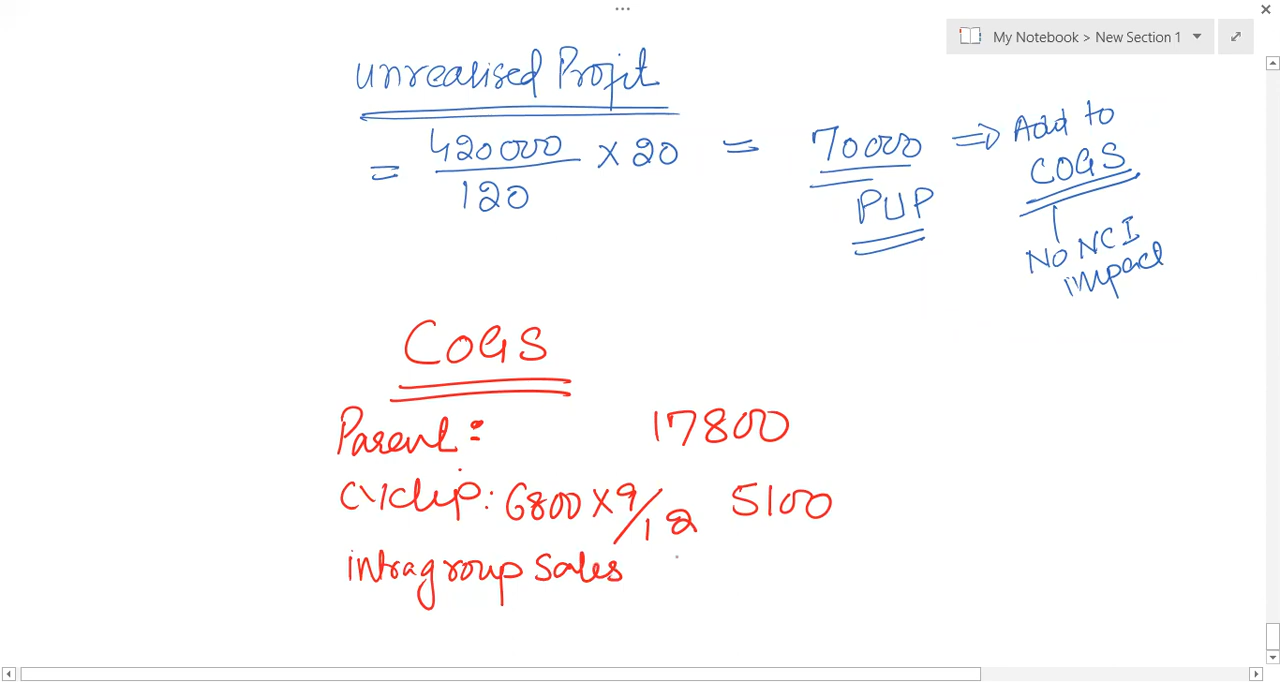 My Notebook > New Section 1
unrealised Profit
= 420000/120 × 20 = 70000 => Add to COGS
PUP
No NCI
impact
COGS
Parent: 17800
Cyclip: 6800 × 9/12 5100
intragroup sales